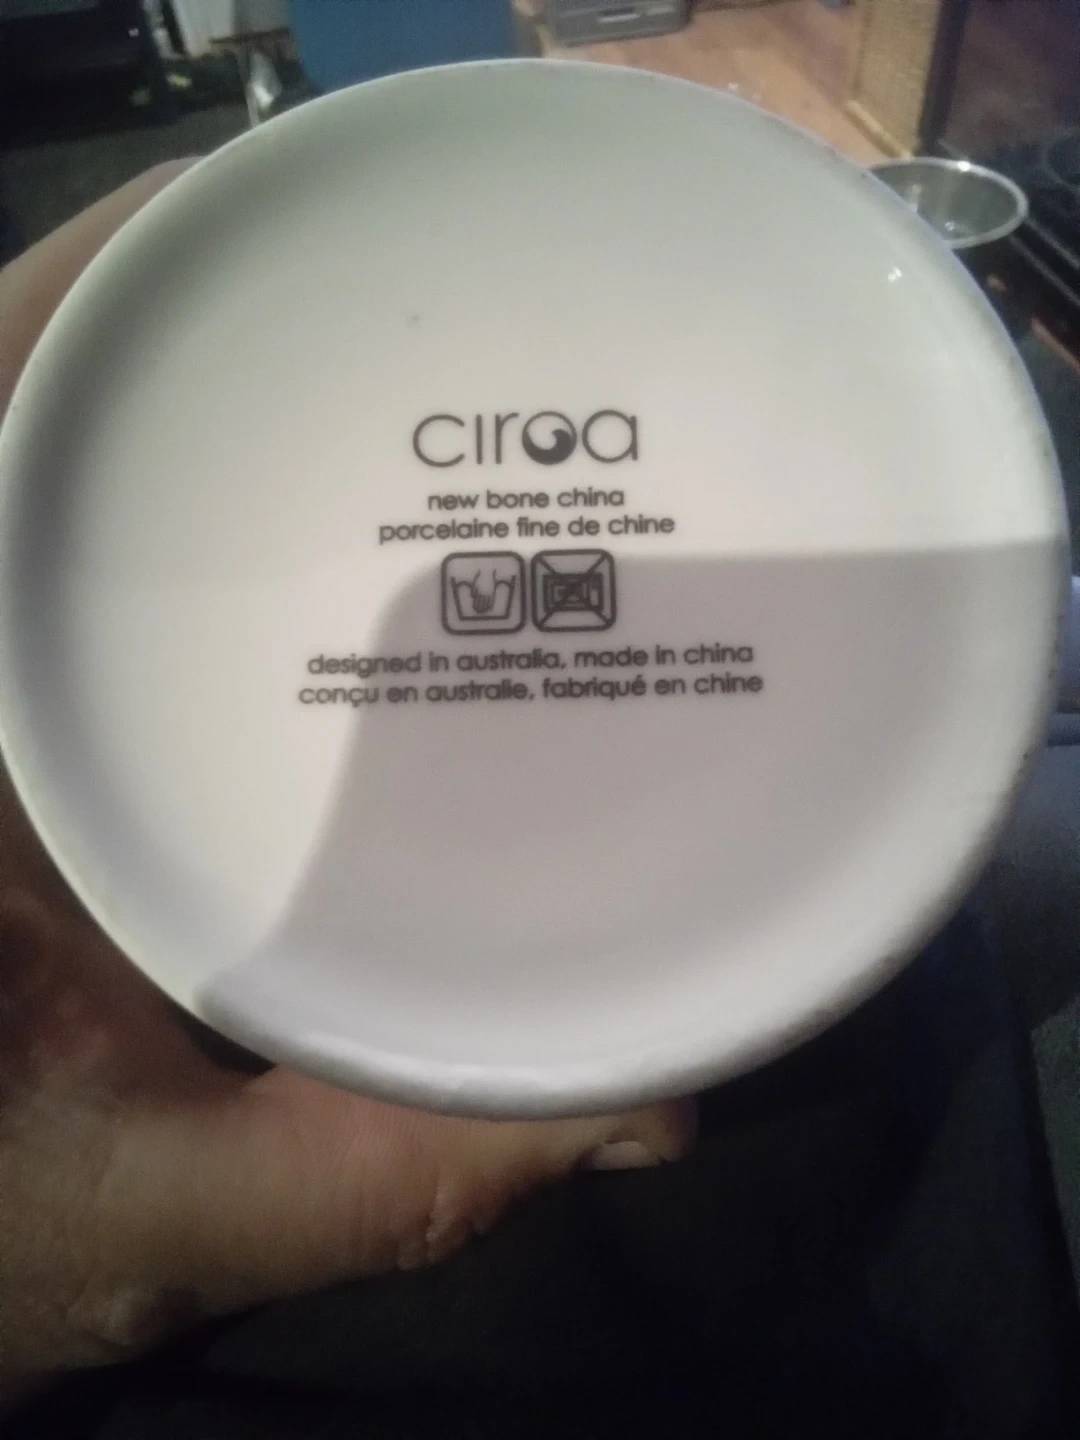 ciroa
new bone china
porcelaine fine de chine
designed in australia, made in china
conçu en australie, fabriqué en chine